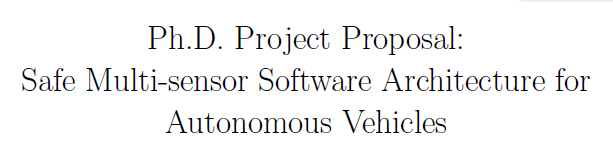 Ph.D. Project Proposal:
Safe Multi-sensor Software Architecture for
Autonomous Vehicles